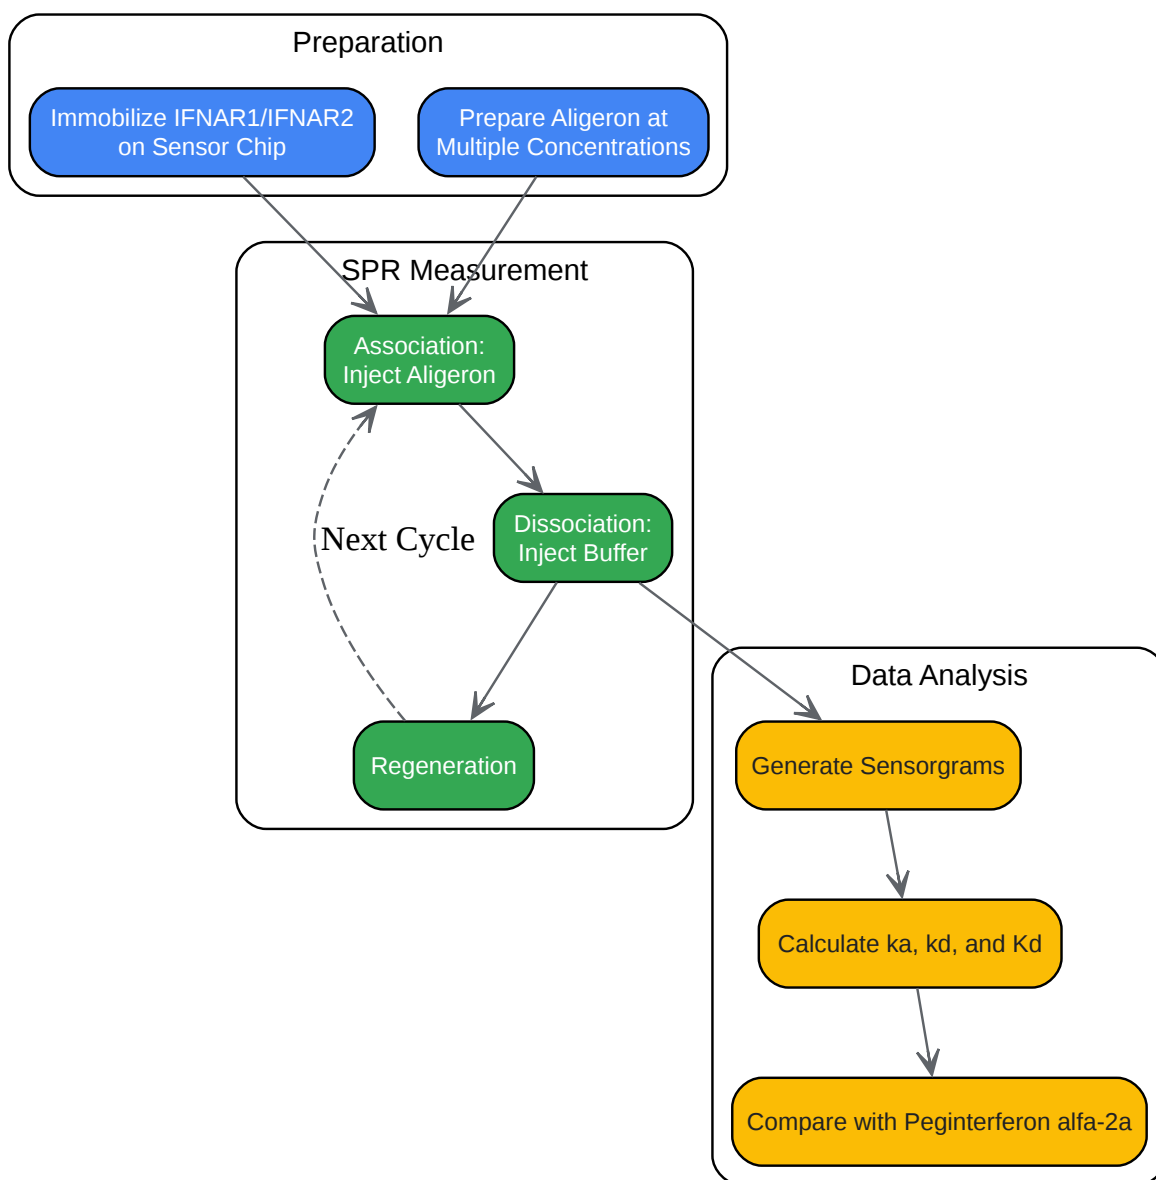 Preparation
Immobilize IFNAR1/IFNAR2
on Sensor Chip
Prepare Aligeron at
Multiple Concentrations
SPR Measurement
Association:
Inject Aligeron
Next Cycle
Dissociation:
Inject Buffer
Regeneration
Data Analysis
Generate Sensorgrams
Calculate ka, kd, and Kd
Compare with Peginterferon alfa-2a